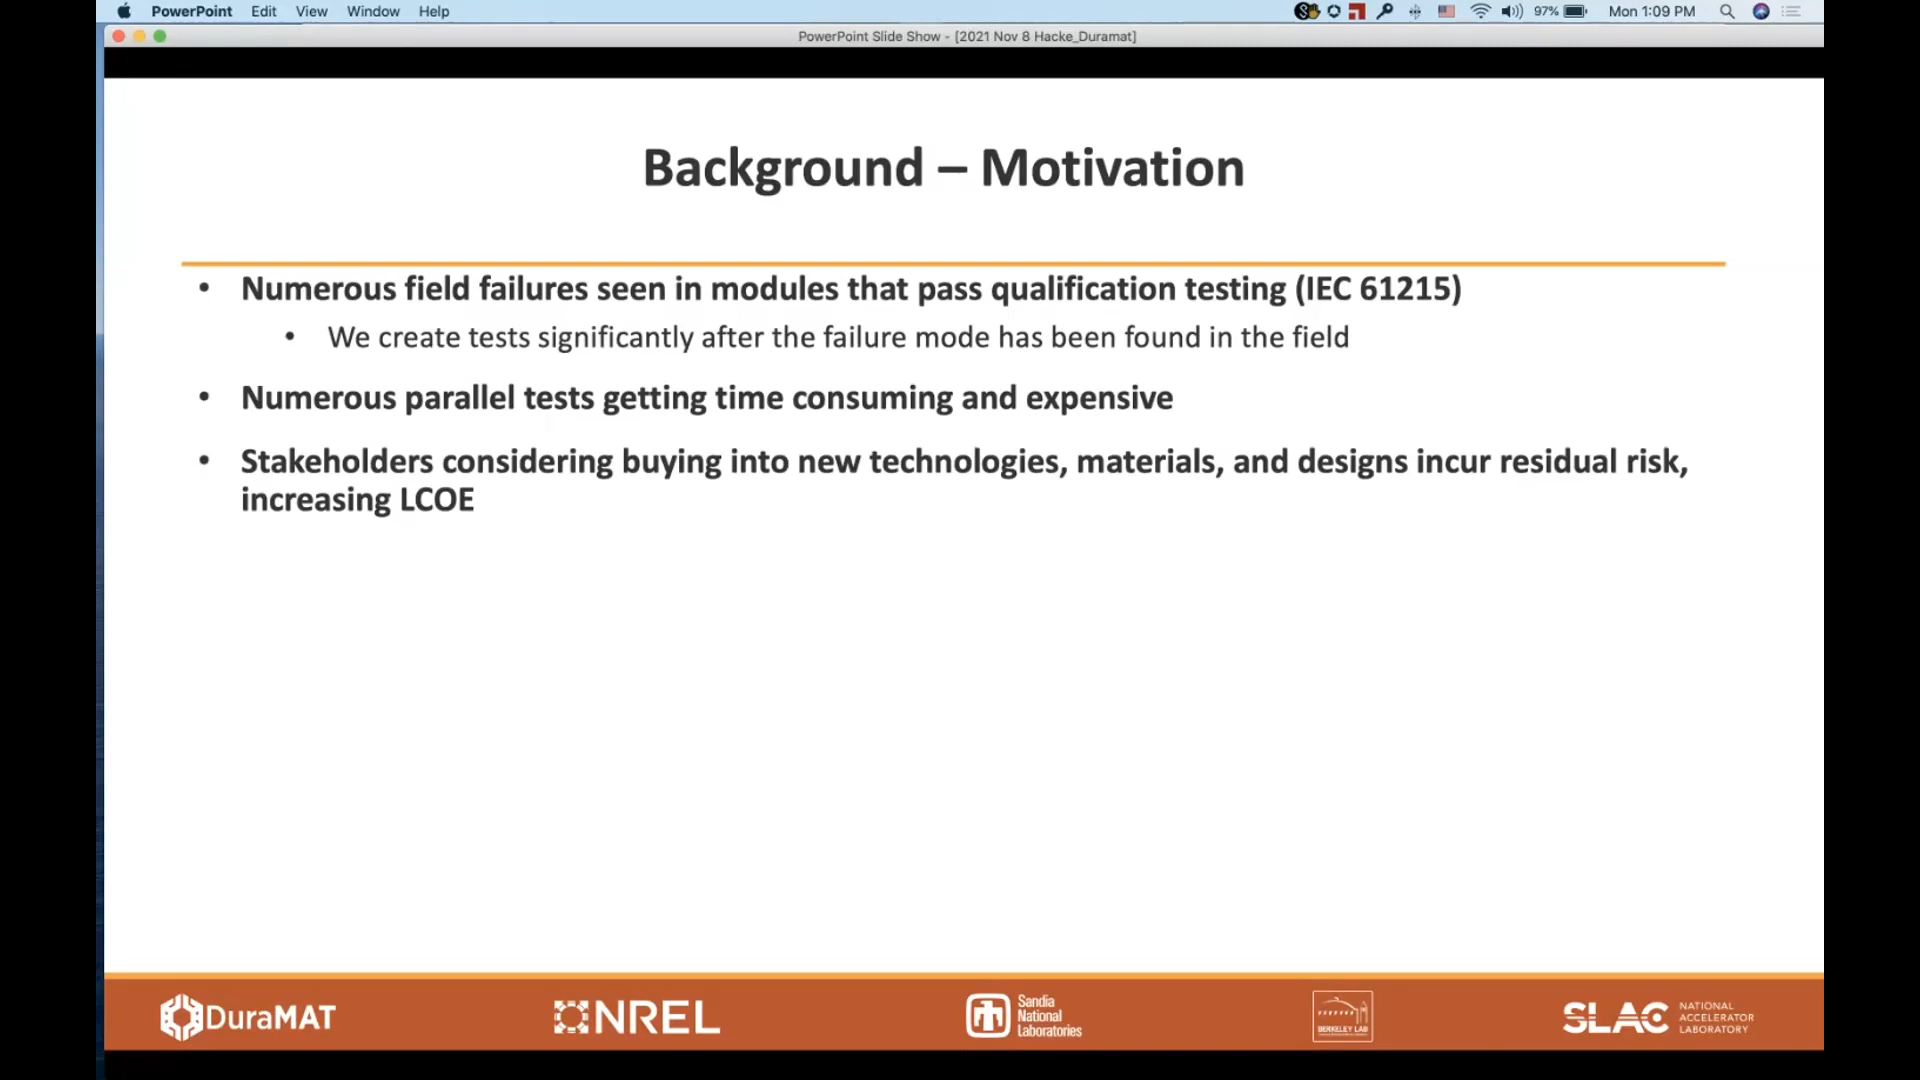 PowerPoint Edit View Window Help 97% Mon 1:09 PM
PowerPoint Slide Show - [2021 Nov 8 Hacke_Duramat]
Background – Motivation
• Numerous field failures seen in modules that pass qualification testing (IEC 61215)
• We create tests significantly after the failure mode has been found in the field
• Numerous parallel tests getting time consuming and expensive
• Stakeholders considering buying into new technologies, materials, and designs incur residual risk,
increasing LCOE
DuraMAT
NREL
Sandia
National
Laboratories
BERKELEY LAB
SLAC
NATIONAL
ACCELERATOR
LABORATORY